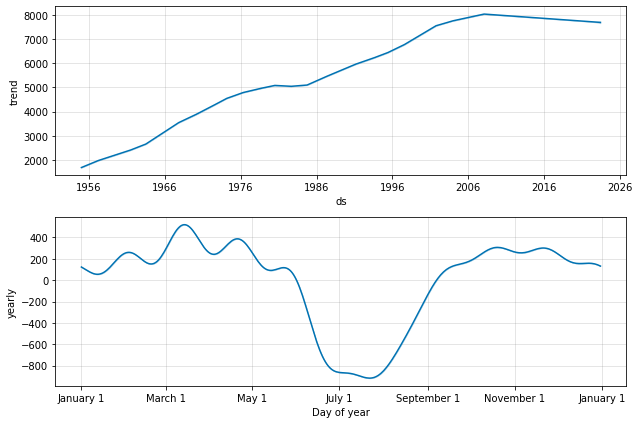 8000
7000
6000
5000
4000
3000
2000
trend
1956 1966 1976 1986 1996 2006 2016 2026
ds
400
200
0
−200
−400
−600
−800
yearly
January 1 March 1 May 1 July 1 September 1 November 1 January 1
Day of year